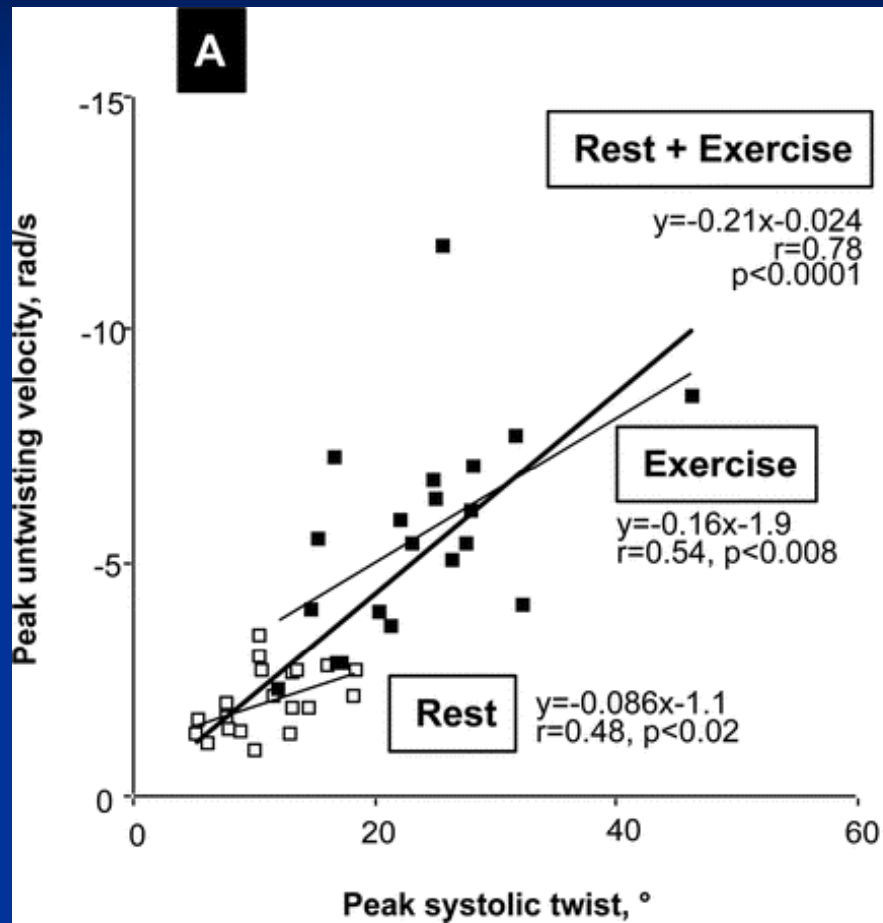 A
-15
Rest + Exercise
y=-0.21x-0.024
r=0.78
p<0.0001
Peak untwisting velocity, rad/s
-10
Exercise
y=-0.16x-1.9
r=0.54, p<0.008
-5
Rest
y=-0.086x-1.1
r=0.48, p<0.02
0
0 20 40 60
Peak systolic twist, °